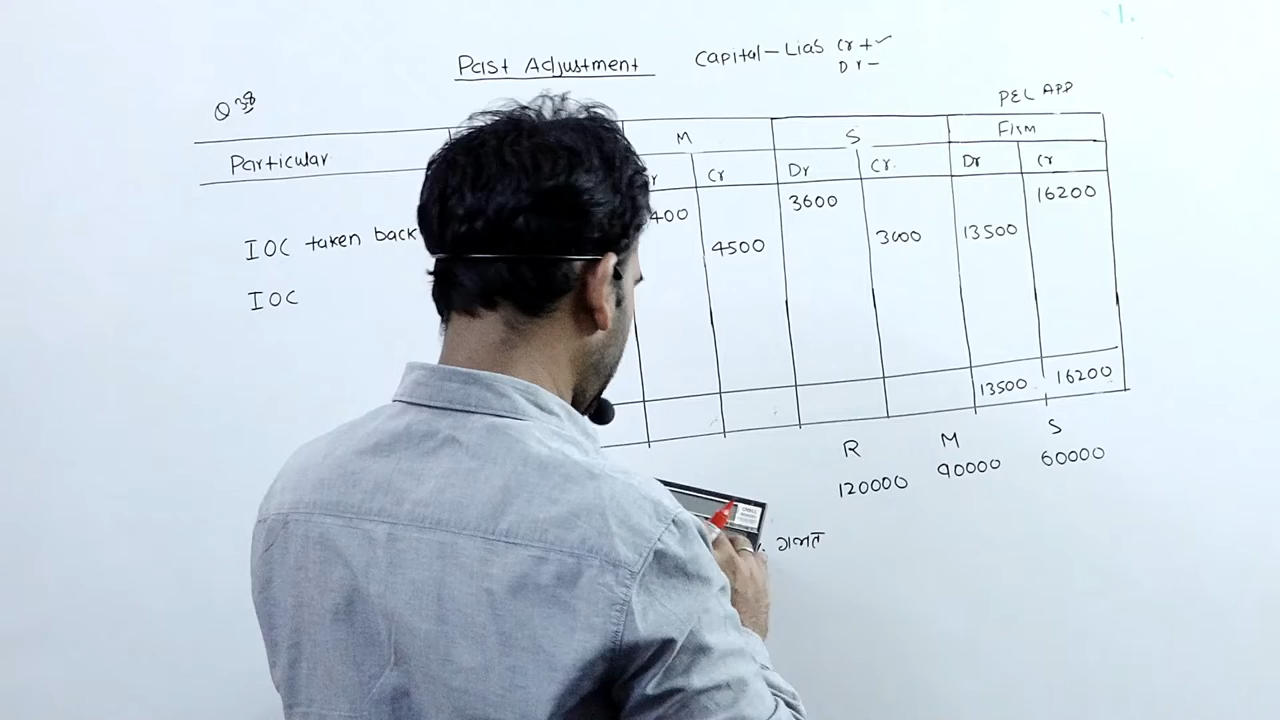 Past Adjustment Capital - Lias Cr + ✓
Dr -
P&L APP
M S Firm
Particular Cr Dr Cr. Dr Cr
400 3600 16200
IOC taken back 4500 3000 13500
IOC
13500 16200
R M S
120000 90000 60000
गलत